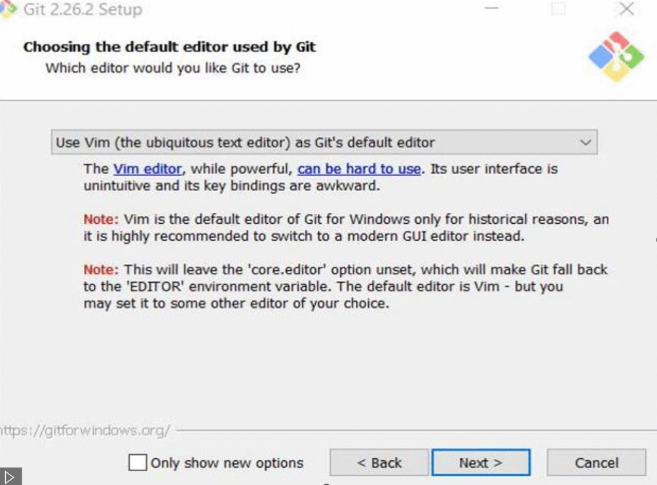 Git 2.26.2 Setup
Choosing the default editor used by Git
Which editor would you like Git to use?
Use Vim (the ubiquitous text editor) as Git's default editor
The Vim editor, while powerful, can be hard to use. Its user interface is
unintuitive and its key bindings are awkward.
Note: Vim is the default editor of Git for Windows only for historical reasons, an
it is highly recommended to switch to a modern GUI editor instead.
Note: This will leave the 'core.editor' option unset, which will make Git fall back
to the 'EDITOR' environment variable. The default editor is Vim - but you
may set it to some other editor of your choice.
https://gitforwindows.org/
Only show new options
< Back
Next >
Cancel